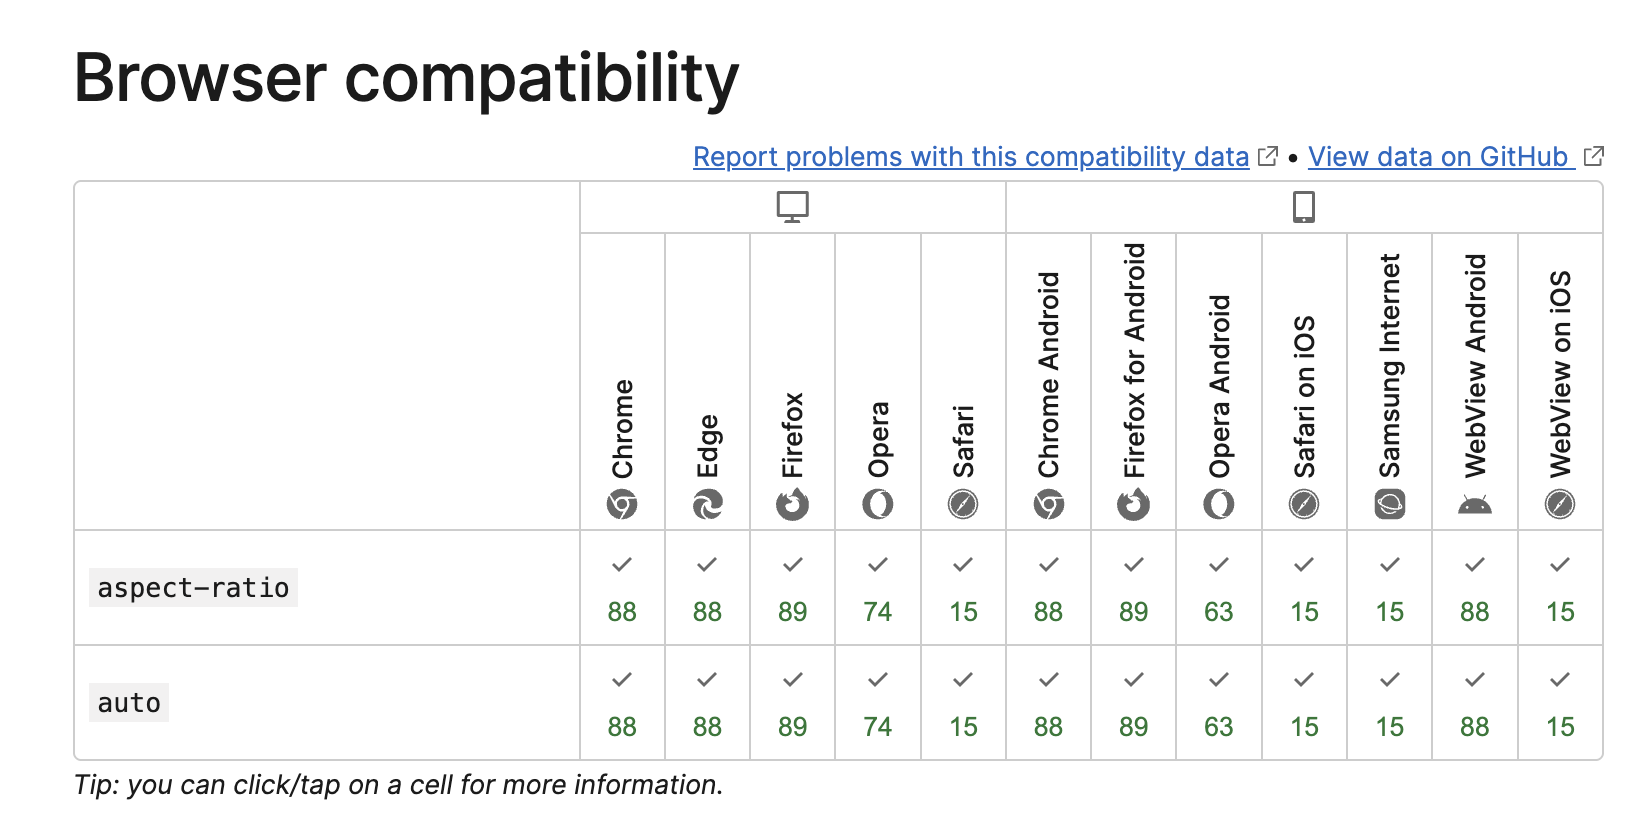 Browser compatibility
Report problems with this compatibility data • View data on GitHub
Chrome
Edge
Firefox
Opera
Safari
Chrome Android
Firefox for Android
Opera Android
Safari on iOS
Samsung Internet
WebView Android
WebView on iOS
aspect-ratio
✓ ✓ ✓ ✓ ✓ ✓ ✓ ✓ ✓ ✓ ✓ ✓
88 88 89 74 15 88 89 63 15 15 88 15
auto
✓ ✓ ✓ ✓ ✓ ✓ ✓ ✓ ✓ ✓ ✓ ✓
88 88 89 74 15 88 89 63 15 15 88 15
Tip: you can click/tap on a cell for more information.